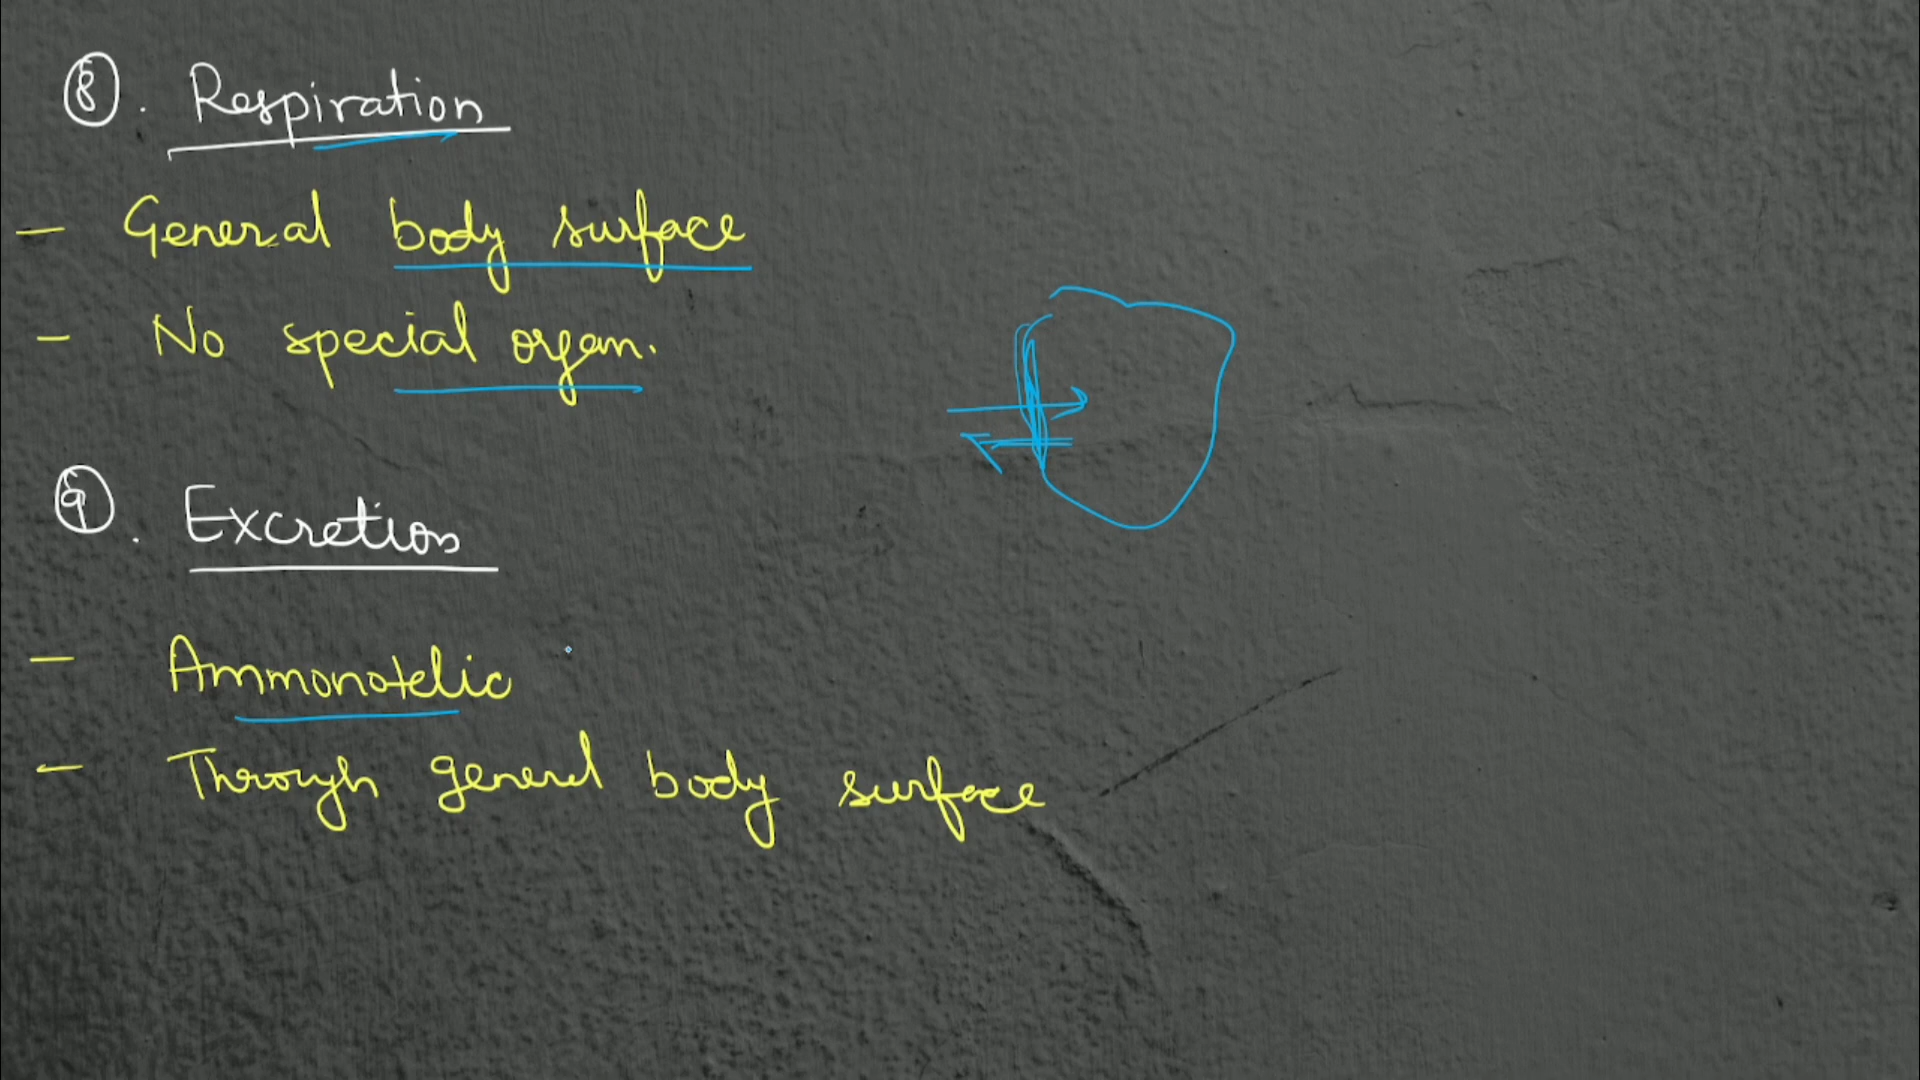 8. Respiration
- General body surface
- No special organ.
9. Excretion
- Ammonotelic
- Through general body surface